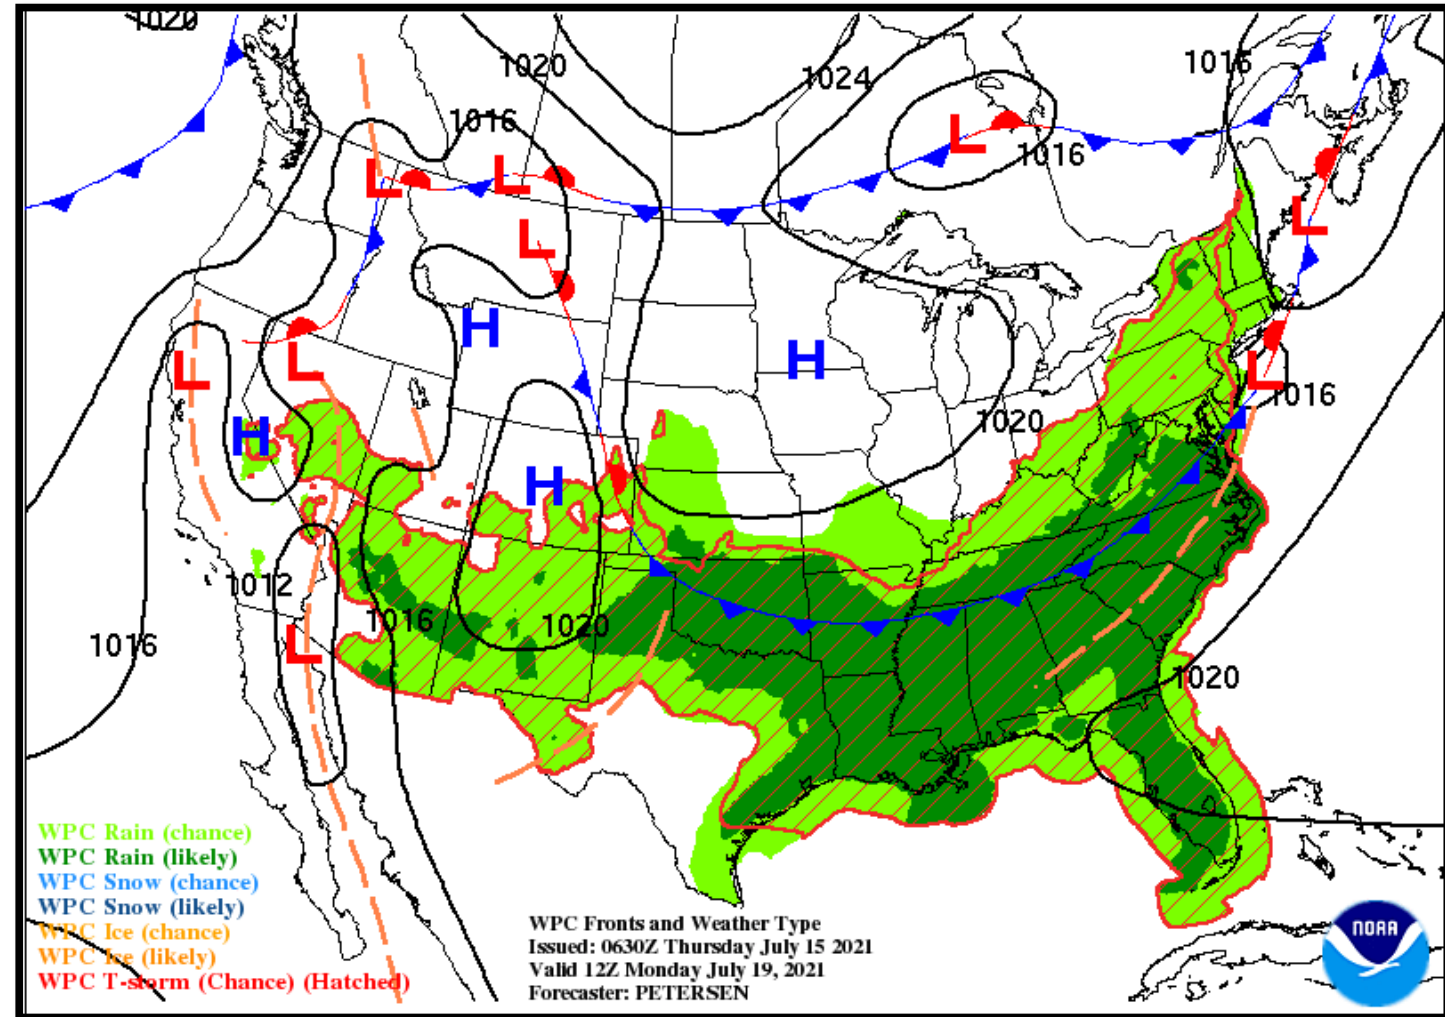 1020
1020
1024
1016
1016
1016
L
L
L
L
L
H
H
L
L
L
L
1016
1020
H
H
1012
1016
1020
1016
L
1020
WPC Rain (chance)
WPC Rain (likely)
WPC Snow (chance)
WPC Snow (likely)
WPC Ice (chance)
WPC Ice (likely)
WPC T-storm (Chance) (Hatched)
WPC Fronts and Weather Type
Issued: 0630Z Thursday July 15 2021
Valid 12Z Monday July 19, 2021
Forecaster: PETERSEN
NOAA